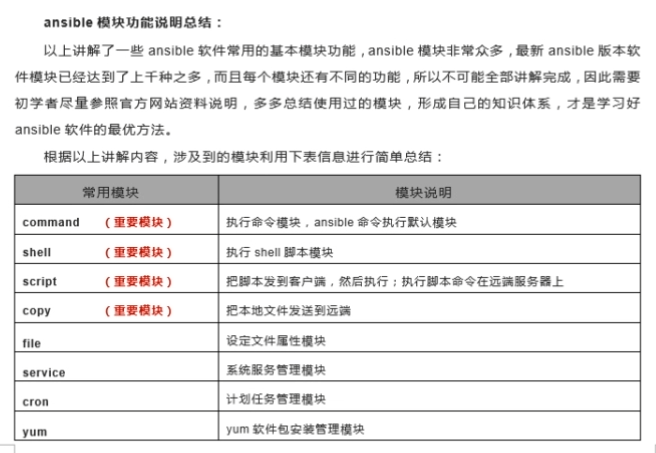 ansible 模块功能说明总结：
以上讲解了一些 ansible 软件常用的基本模块功能，ansible 模块非常众多，最新 ansible 版本软
件模块已经达到了上千种之多，而且每个模块还有不同的功能，所以不可能全部讲解完成，因此需要
初学者尽量参照官方网站资料说明，多多总结使用过的模块，形成自己的知识体系，才是学习好
ansible 软件的最优方法。
根据以上讲解内容，涉及到的模块利用下表信息进行简单总结：
常用模块 模块说明
command （重要模块） 执行命令模块，ansible 命令执行默认模块
shell （重要模块） 执行 shell 脚本模块
script （重要模块） 把脚本发到客户端，然后执行；执行脚本命令在远端服务器上
copy （重要模块） 把本地文件发送到远端
file 设定文件属性模块
service 系统服务管理模块
cron 计划任务管理模块
yum yum 软件包安装管理模块